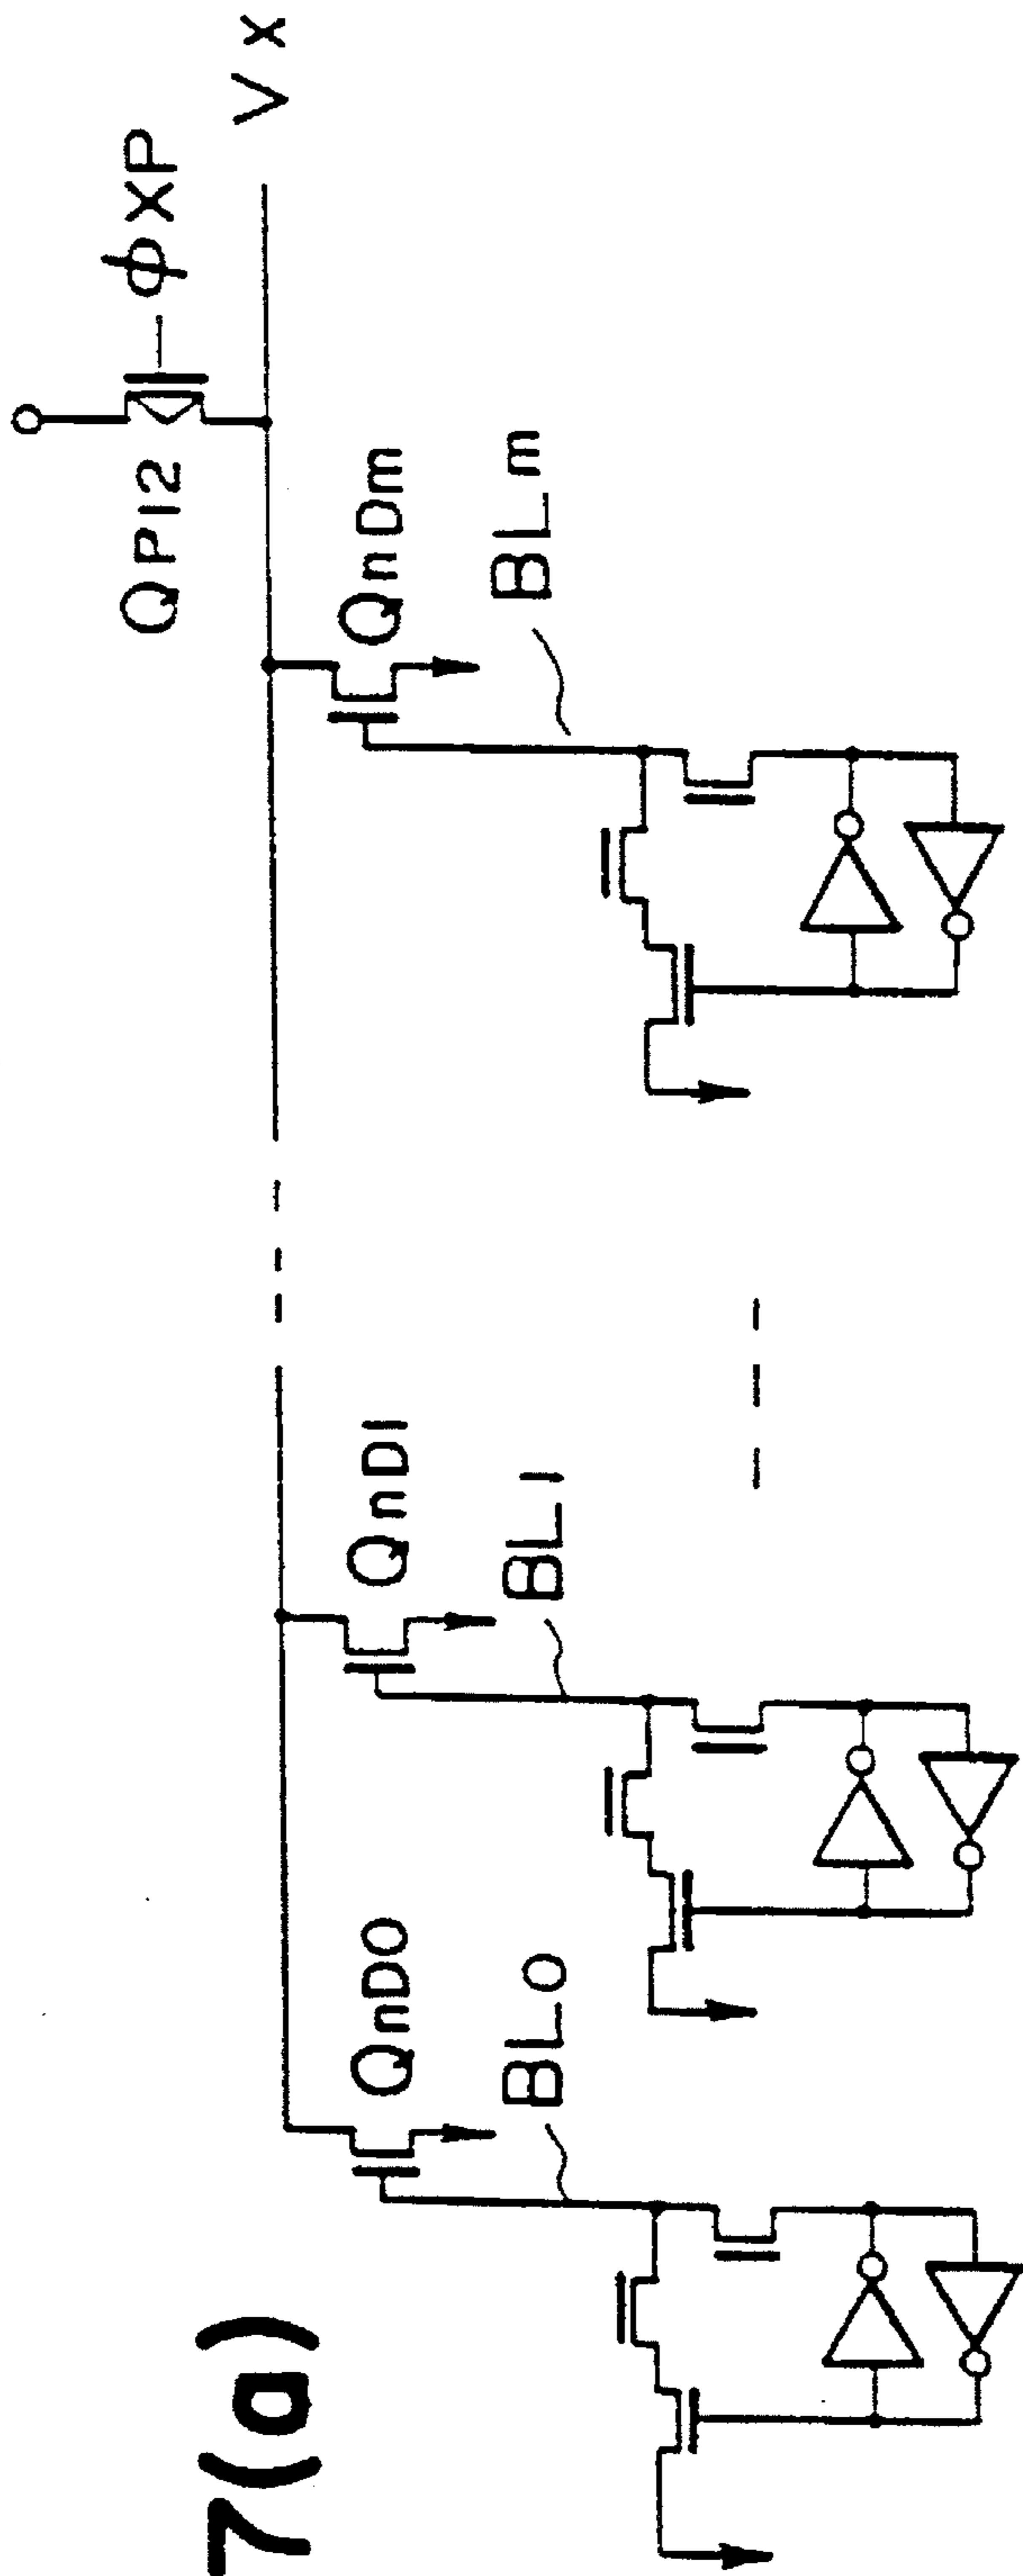 7(a)
QP12
φXP
Vx
QnD0
QnD1
QnDm
BL0
BL1
BLm